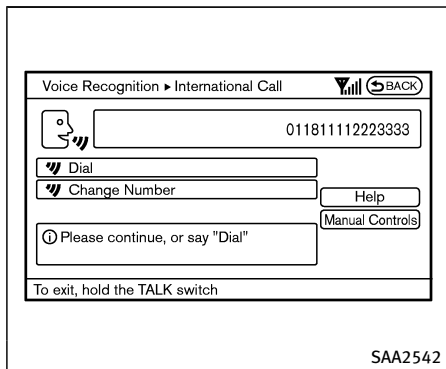 Voice Recognition ▸ International Call
BACK
011811112223333
Dial
Change Number
Help
Manual Controls
Please continue, or say "Dial"
To exit, hold the TALK switch
SAA2542